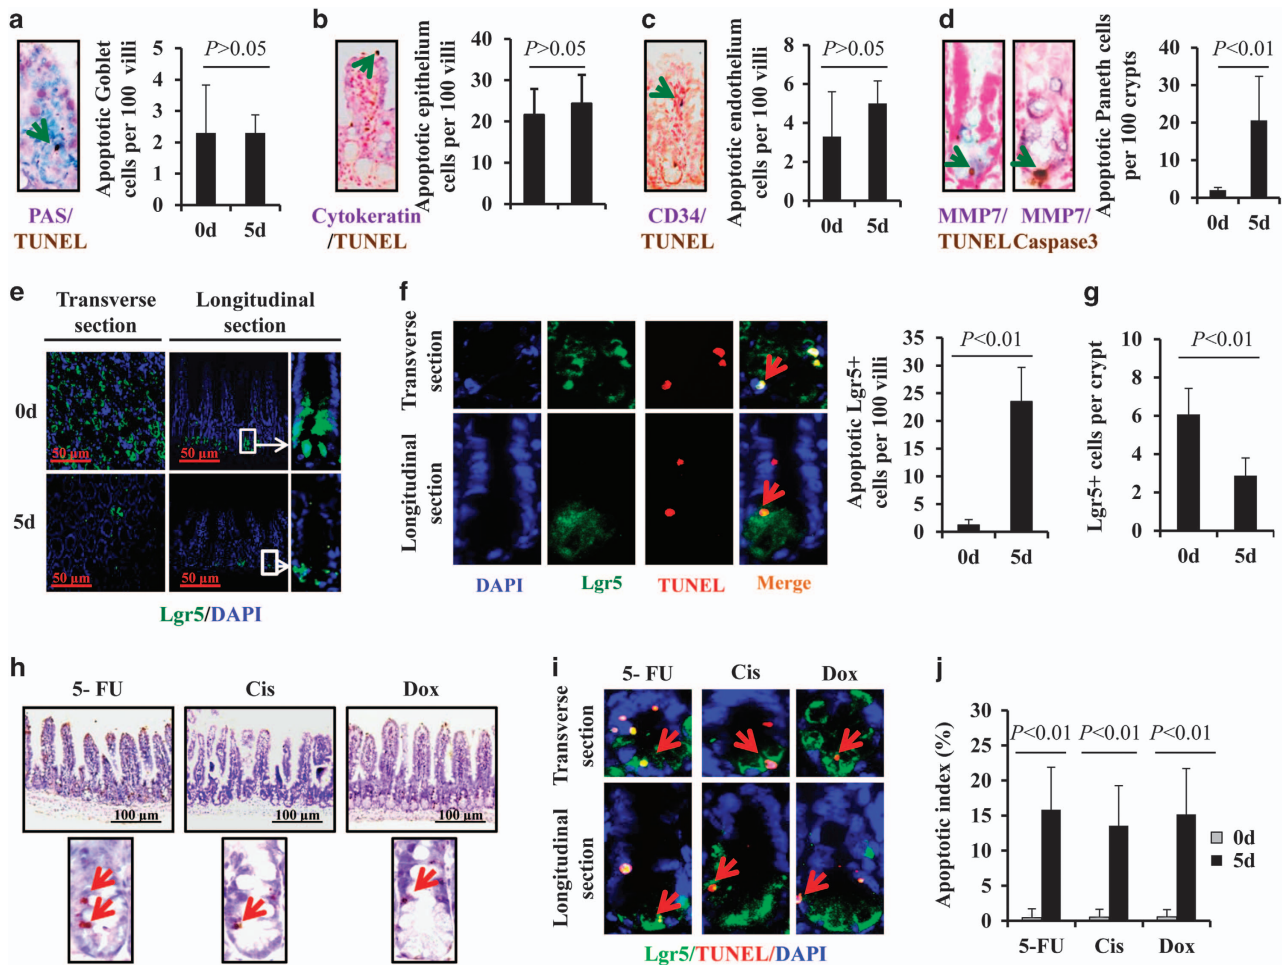 a
PAS/
TUNEL
Apoptotic Goblet
cells per 100 villi
5
4
3
2
1
0
P>0.05
0d 5d
b
Cytokeratin
/TUNEL
Apoptotic epithelium
cells per 100 villi
40
30
20
10
0
P>0.05
0d 5d
c
CD34/
TUNEL
Apoptotic endothelium
cells per 100 villi
8
6
4
2
0
P>0.05
0d 5d
d
MMP7/ MMP7/
TUNEL Caspase3
Apoptotic Paneth cells
per 100 crypts
40
30
20
10
0
P<0.01
0d 5d
e
Transverse Longitudinal
section section
0d
50 µm 50 µm
5d
50 µm 50 µm
Lgr5/DAPI
f
Transverse
section
Longitudinal
section
DAPI Lgr5 TUNEL Merge
Apoptotic Lgr5+
cells per 100 villi
35
30
25
20
15
10
5
0
P<0.01
0d 5d
g
Lgr5+ cells per crypt
10
8
6
4
2
0
P<0.01
0d 5d
h
5- FU Cis Dox
100 µm 100 µm 100 µm
i
5- FU Cis Dox
Transverse
section
Longitudinal
section
Lgr5/TUNEL/DAPI
j
Apoptotic index (%)
30
25
20
15
10
5
0
P<0.01 P<0.01 P<0.01
0d
5d
5-FU Cis Dox